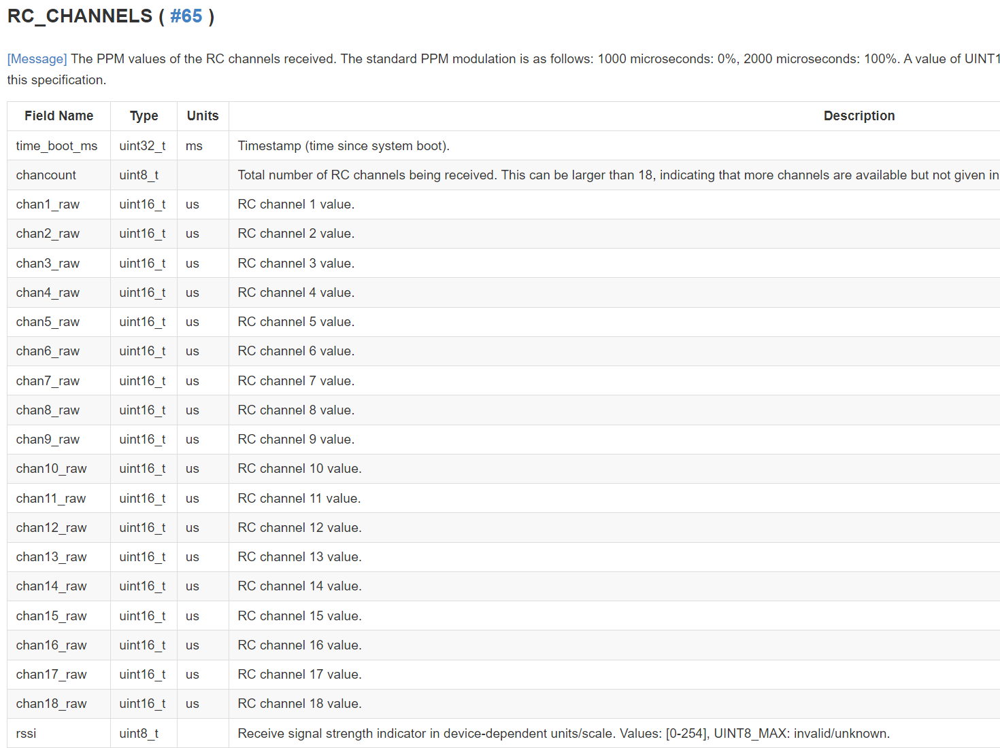 RC_CHANNELS ( #65 )
[Message] The PPM values of the RC channels received. The standard PPM modulation is as follows: 1000 microseconds: 0%, 2000 microseconds: 100%. A value of UINT1
this specification.
Field Name Type Units Description
time_boot_ms uint32_t ms Timestamp (time since system boot).
chancount uint8_t Total number of RC channels being received. This can be larger than 18, indicating that more channels are available but not given in
chan1_raw uint16_t us RC channel 1 value.
chan2_raw uint16_t us RC channel 2 value.
chan3_raw uint16_t us RC channel 3 value.
chan4_raw uint16_t us RC channel 4 value.
chan5_raw uint16_t us RC channel 5 value.
chan6_raw uint16_t us RC channel 6 value.
chan7_raw uint16_t us RC channel 7 value.
chan8_raw uint16_t us RC channel 8 value.
chan9_raw uint16_t us RC channel 9 value.
chan10_raw uint16_t us RC channel 10 value.
chan11_raw uint16_t us RC channel 11 value.
chan12_raw uint16_t us RC channel 12 value.
chan13_raw uint16_t us RC channel 13 value.
chan14_raw uint16_t us RC channel 14 value.
chan15_raw uint16_t us RC channel 15 value.
chan16_raw uint16_t us RC channel 16 value.
chan17_raw uint16_t us RC channel 17 value.
chan18_raw uint16_t us RC channel 18 value.
rssi uint8_t Receive signal strength indicator in device-dependent units/scale. Values: [0-254], UINT8_MAX: invalid/unknown.